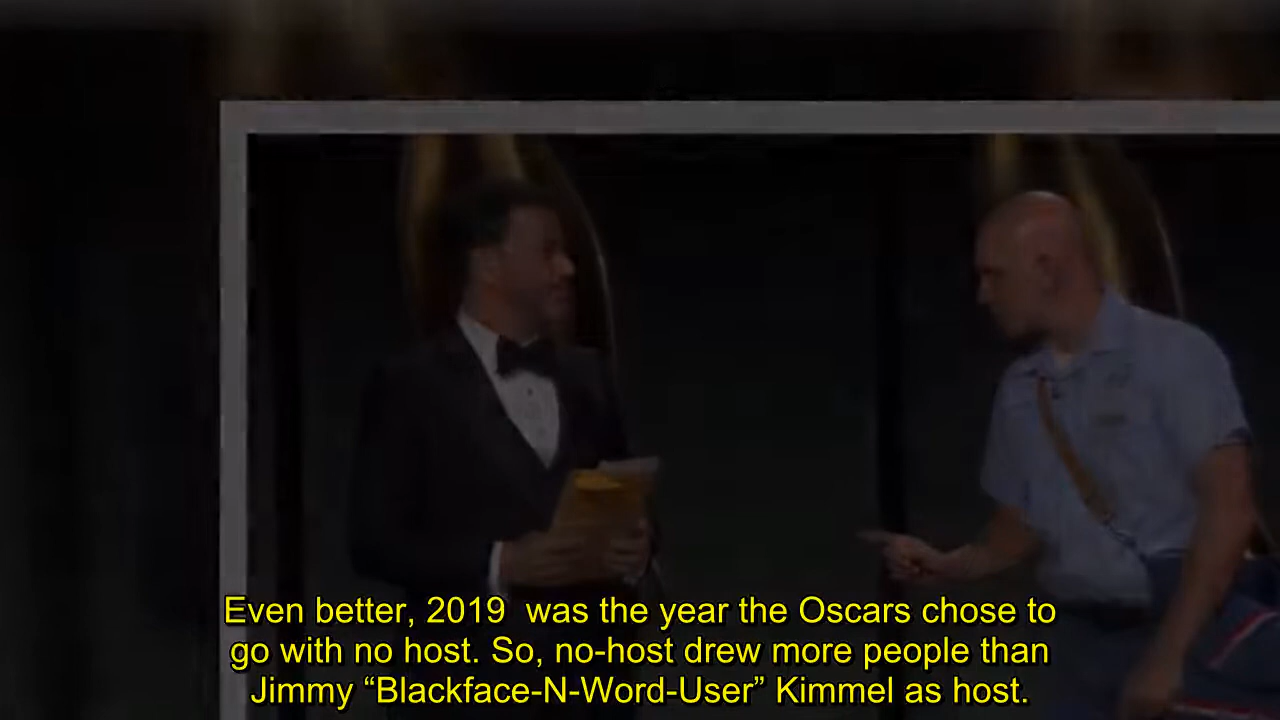 Even better, 2019  was the year the Oscars chose to
go with no host. So, no-host drew more people than
Jimmy “Blackface-N-Word-User” Kimmel as host.